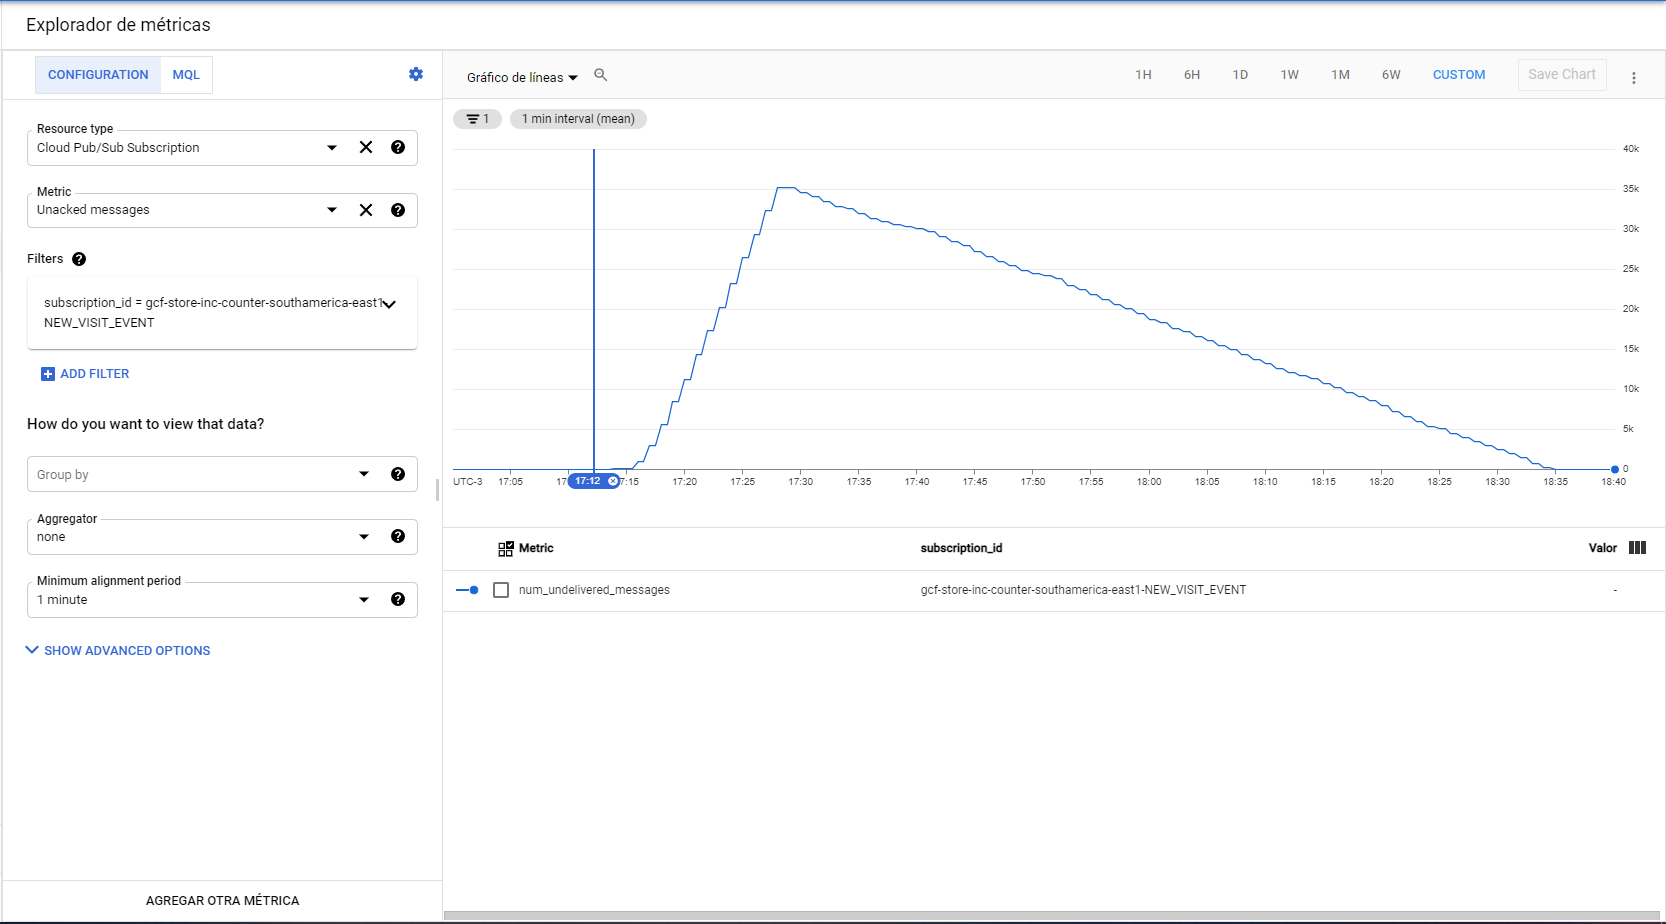 Explorador de métricas
CONFIGURATION MQL
Gráfico de líneas
1H 6H 1D 1W 1M 6W CUSTOM Save Chart
1 1 min interval (mean)
Resource type
Cloud Pub/Sub Subscription
Metric
Unacked messages
Filters
subscription_id = gcf-store-inc-counter-southamerica-east1
NEW_VISIT_EVENT
ADD FILTER
How do you want to view that data?
Group by
Aggregator
none
Minimum alignment period
1 minute
SHOW ADVANCED OPTIONS
AGREGAR OTRA MÉTRICA
40k
35k
30k
25k
20k
15k
10k
5k
0
UTC-3 17:05 17 17:12 7:15 17:20 17:25 17:30 17:35 17:40 17:45 17:50 17:55 18:00 18:05 18:10 18:15 18:20 18:25 18:30 18:35 18:40
Metric subscription_id Valor
num_undelivered_messages gcf-store-inc-counter-southamerica-east1-NEW_VISIT_EVENT -